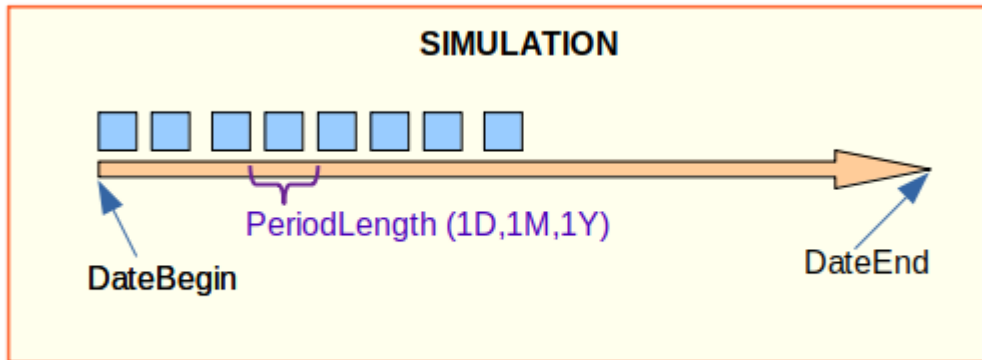 SIMULATION
PeriodLength (1D,1M,1Y)
DateBegin
DateEnd